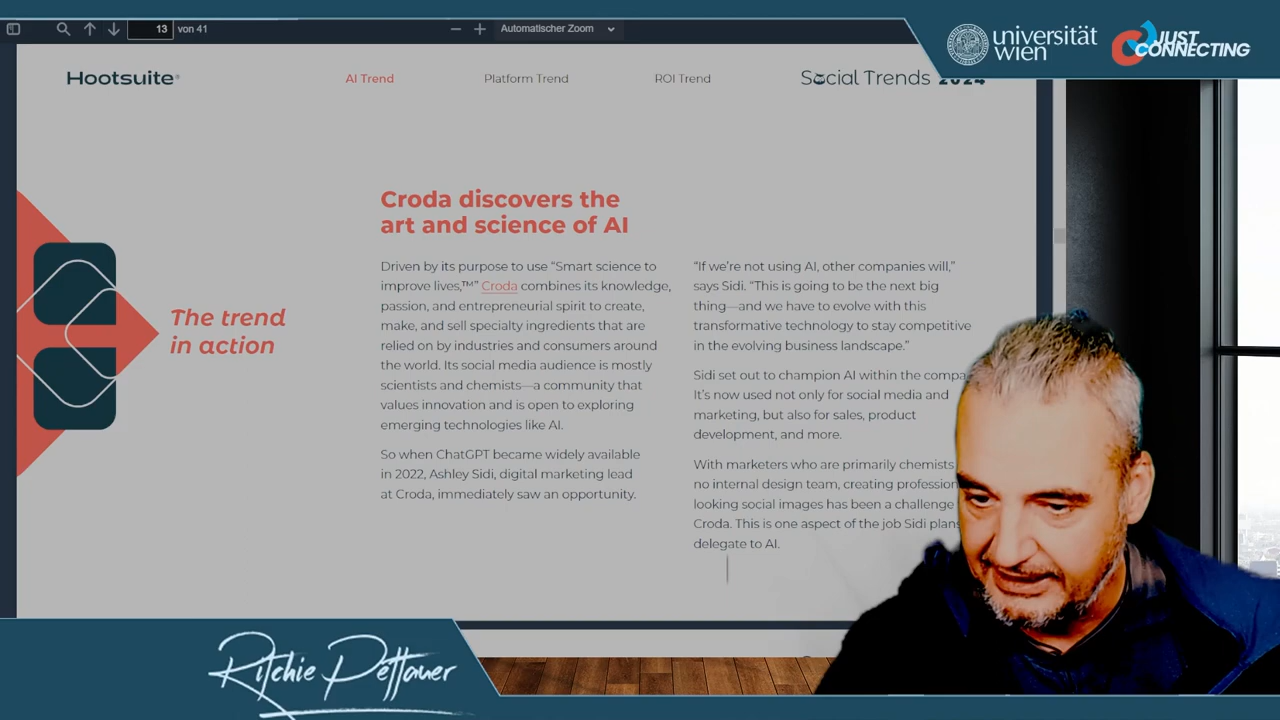 13 von 41
Automatischer Zoom
universität
wien
JUST
CONNECTING
Hootsuite
AI Trend
Platform Trend
ROI Trend
Social Trends 2024
The trend
in action
Croda discovers the
art and science of AI
Driven by its purpose to use “Smart science to
improve lives,™” Croda combines its knowledge,
passion, and entrepreneurial spirit to create,
make, and sell specialty ingredients that are
relied on by industries and consumers around
the world. Its social media audience is mostly
scientists and chemists—a community that
values innovation and is open to exploring
emerging technologies like AI.
So when ChatGPT became widely available
in 2022, Ashley Sidi, digital marketing lead
at Croda, immediately saw an opportunity.
“If we’re not using AI, other companies will,”
says Sidi. “This is going to be the next big
thing—and we have to evolve with this
transformative technology to stay competitive
in the evolving business landscape.”
Sidi set out to champion AI within the compa
It’s now used not only for social media and
marketing, but also for sales, product
development, and more.
With marketers who are primarily chemists
no internal design team, creating profession
looking social images has been a challenge
Croda. This is one aspect of the job Sidi plans
delegate to AI.
Ritchie Pettauer